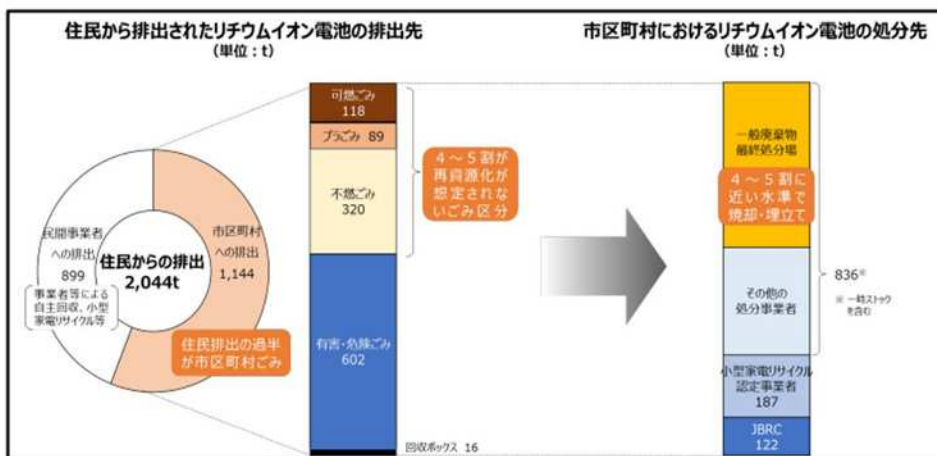 住民から排出されたリチウムイオン電池の排出先
（単位：t）
市区町村におけるリチウムイオン電池の処分先
（単位：t）
民間事業者
への排出
899
事業者等による
自主回収、小型
家電リサイクル等
住民からの排出
2,044t
市区町村
への排出
1,144
住民排出の過半
が市区町村ごみ
可燃ごみ
118
プラごみ 89
不燃ごみ
320
有害・危険ごみ
602
回収ボックス 16
４～５割が
再資源化が
想定されな
いごみ区分
一般廃棄物
最終処分場
４～５割に
近い水準で
焼却・埋立て
その他の
処分事業者
小型家電リサイクル
認定事業者
187
JBRC
122
836※
※ 一時ストック
を含む